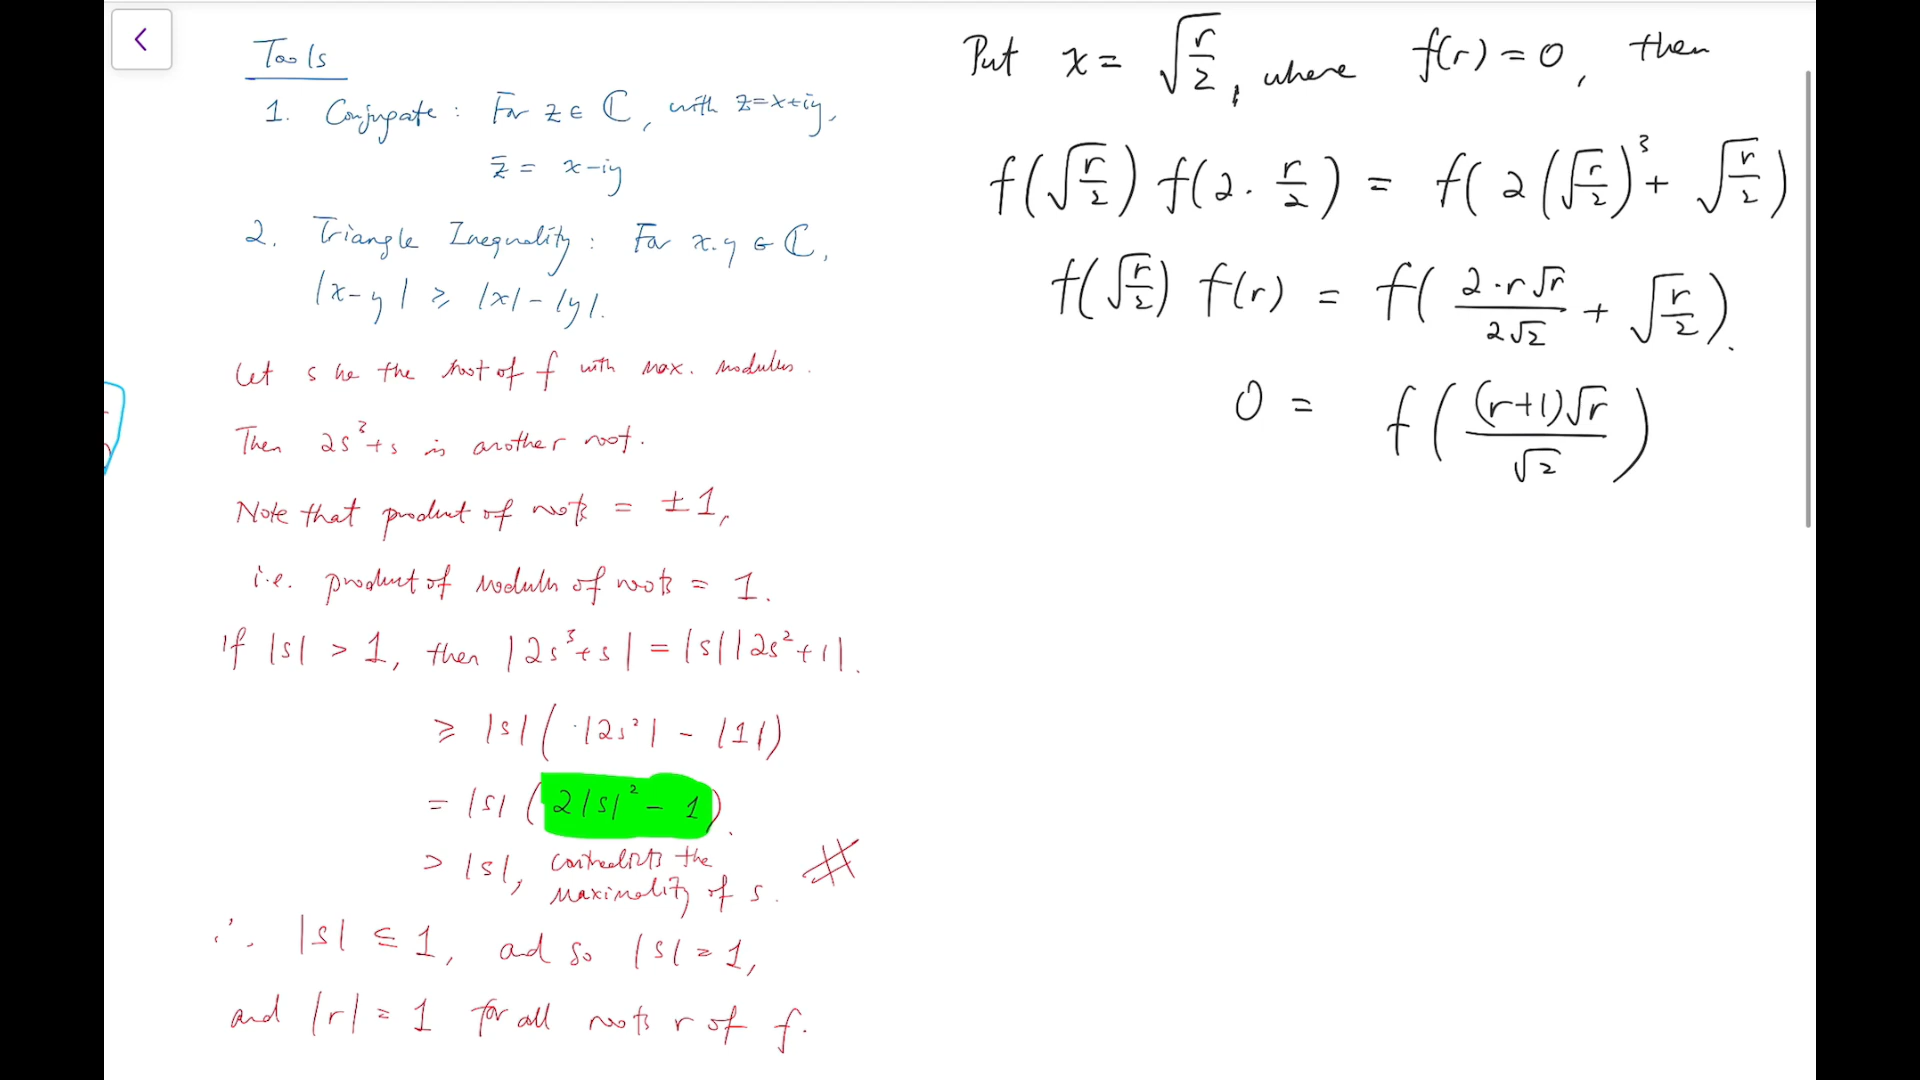 Tools
1. Conjugate : For z ∈ ℂ, with z=x+iy,
z̄ = x-iy
2. Triangle Inequality : For x,y ∈ ℂ,
|x-y| ≥ |x| - |y|.
Let s be the root of f with max. modulus.
Then 2s³+s is another root.
Note that product of roots = ±1,
i.e. product of moduli of roots = 1.
If |s| > 1, then |2s³+s| = |s||2s²+1|.
≥ |s|( |2s²| - |1|)
= |s| (2|s|² - 1).
> |s|, contradicts the
maximality of s. #
∴ |s| ≤ 1, and so |s| = 1,
and |r| = 1 for all roots r of f.
Put x = √(r/2), where f(r) = 0, then
f(√(r/2)) f(2·r/2) = f(2(√(r/2))³ + √(r/2))
f(√(r/2)) f(r) = f((2·r√r)/(2√2) + √(r/2)).
0 = f(((r+1)√r)/√2)